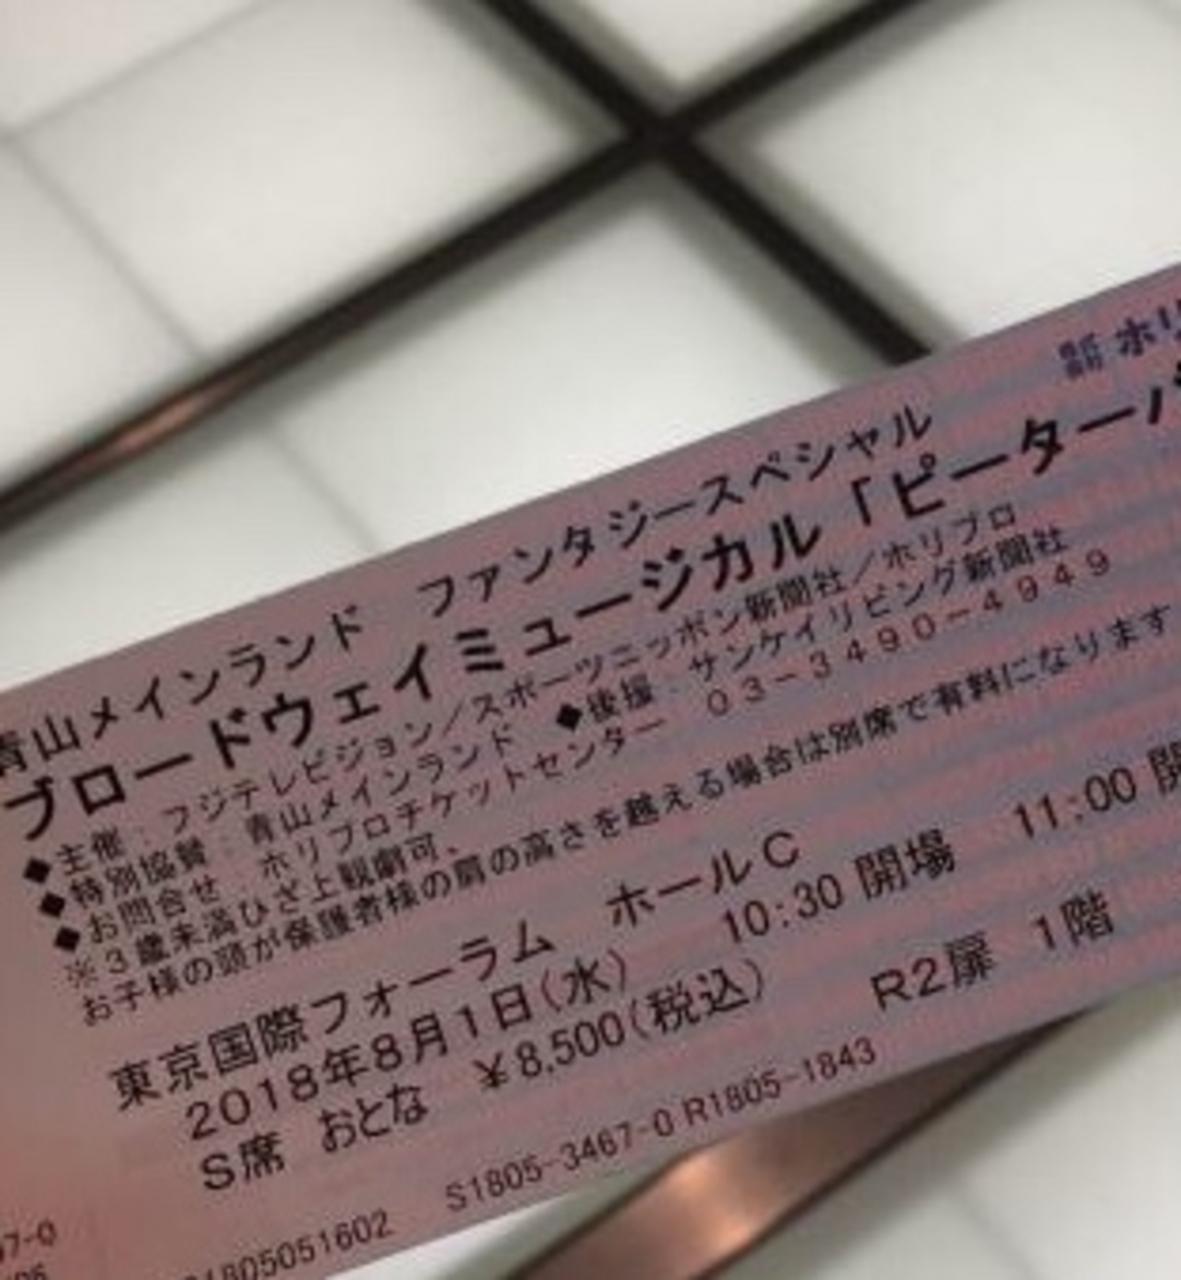 ホリ
青山メインランド ファンタジースペシャル
ブロードウェイミュージカル「ピーターパ
◆主催:フジテレビジョン/スポーツニッポン新聞社/ホリプロ
◆特別協賛:青山メインランド ◆後援:サンケイリビング新聞社
◆お問合せ:ホリプロチケットセンター 03-3490-4949
※3歳未満ひざ上観劇可、
お子様の頭が保護者様の肩の高さを越える場合は別席で有料になります
東京国際フォーラム ホールC
2018年8月1日(水) 10:30 開場 11:00 開
S席 おとな ¥8,500(税込) R2扉 1階
S1805-3467-0 R1805-1843
1805051602
67-0